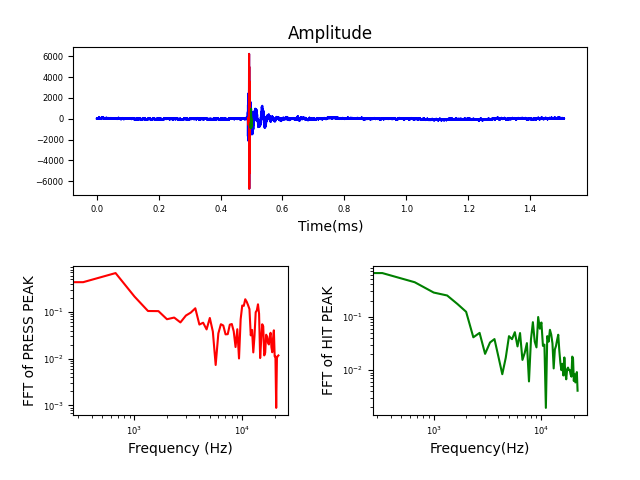 Amplitude
6000
4000
2000
0
−2000
−4000
−6000
0.0 0.2 0.4 0.6 0.8 1.0 1.2 1.4
Time(ms)
FFT of PRESS PEAK
10⁻¹
10⁻²
10⁻³
10³ 10⁴
Frequency (Hz)
FFT of HIT PEAK
10⁻¹
10⁻²
10³ 10⁴
Frequency(Hz)